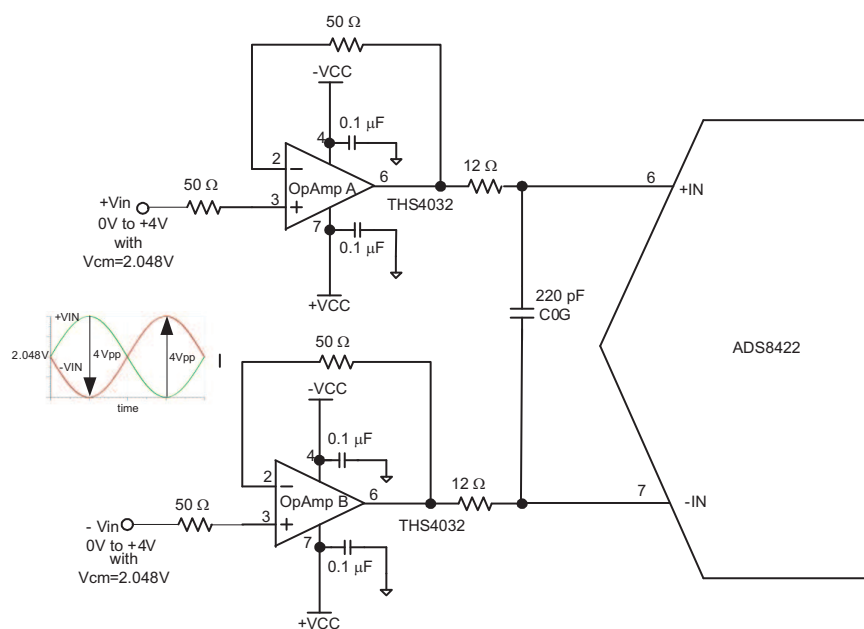 50 Ω
-VCC
0.1 μF
4
2
−
OpAmp A
6
50 Ω
3
+
+Vin
0V to +4V
with
Vcm=2.048V
THS4032
7
0.1 μF
+VCC
12 Ω
6
+IN
220 pF
C0G
ADS8422
+VIN
2.048V
4Vpp
4Vpp
−VIN
time
50 Ω
-VCC
0.1 μF
4
2
−
OpAmp B
6
50 Ω
3
+
- Vin
0V to +4V
with
Vcm=2.048V
THS4032
7
0.1 μF
+VCC
12 Ω
7
-IN